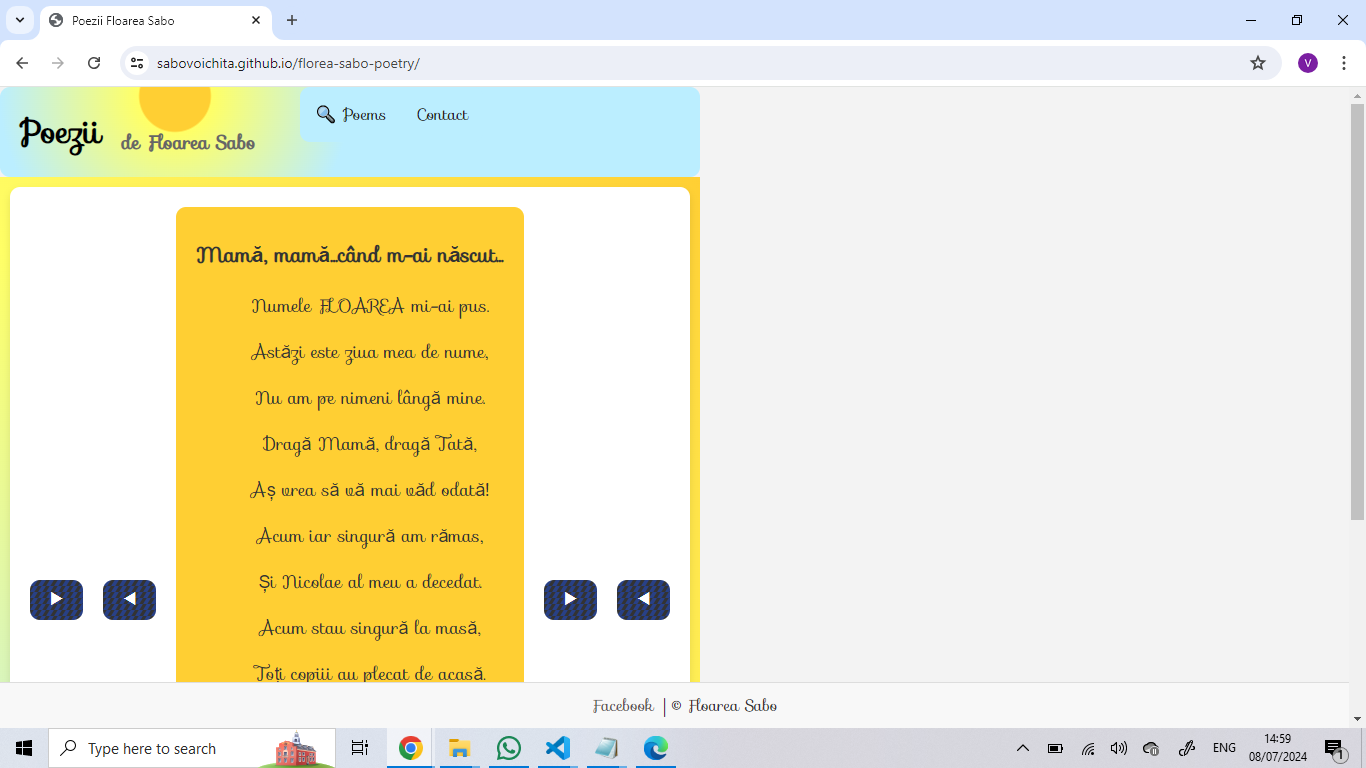 Poezii Floarea Sabo
sabovoichita.github.io/florea-sabo-poetry/
V
Poezii de Floarea Sabo
Poems Contact
Mamă, mamă...când m-ai născut...
Numele FLOAREA mi-ai pus.
Astăzi este ziua mea de nume,
Nu am pe nimeni lângă mine.
Dragă Mamă, dragă Tată,
Aș vrea să vă mai văd odată!
Acum iar singură am rămas,
Și Nicolae al meu a decedat.
Acum stau singură la masă,
Toți copiii au plecat de acasă.
Facebook | © Floarea Sabo
Type here to search
ENG
14:59
08/07/2024
1